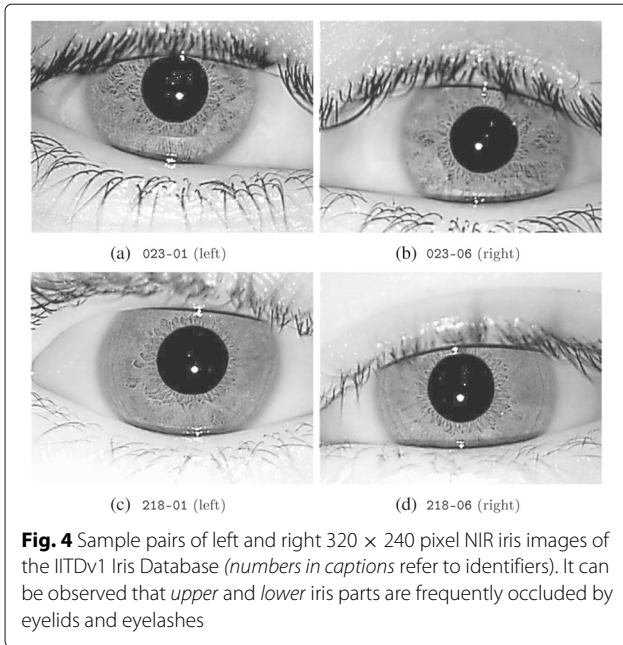 (a) 023-01 (left)
(b) 023-06 (right)
(c) 218-01 (left)
(d) 218-06 (right)
Fig. 4 Sample pairs of left and right 320 × 240 pixel NIR iris images of
the IITDv1 Iris Database (numbers in captions refer to identifiers). It can
be observed that upper and lower iris parts are frequently occluded by
eyelids and eyelashes